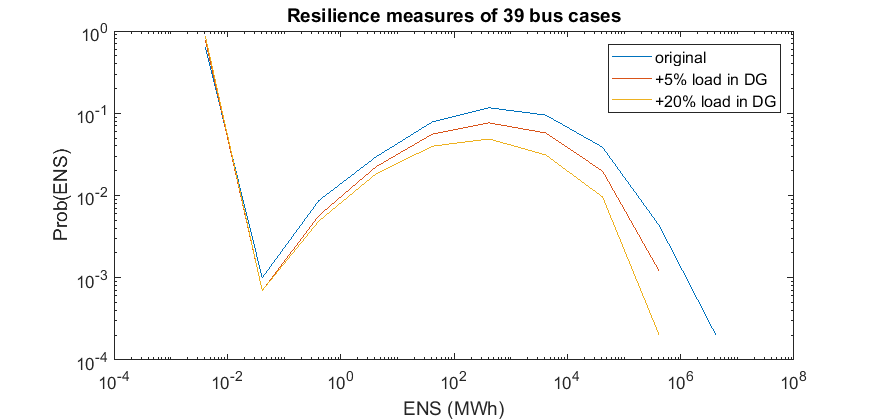 Resilience measures of 39 bus cases
original
+5% load in DG
+20% load in DG
Prob(ENS)
10^0
10^-1
10^-2
10^-3
10^-4
10^-4
10^-2
10^0
10^2
10^4
10^6
10^8
ENS (MWh)